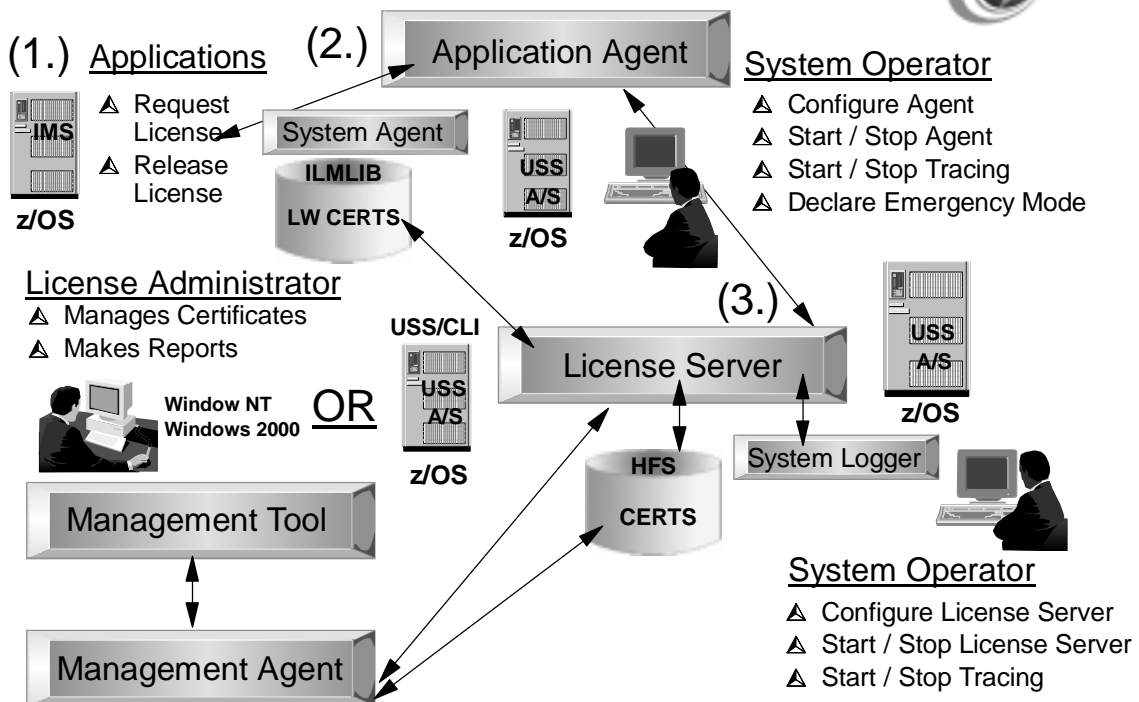 (1.)
Applications
Request
License
Release
License
IMS
z/OS
(2.)
Application Agent
System Agent
ILMLIB
LW CERTS
USS
A/S
z/OS
System Operator
Configure Agent
Start / Stop Agent
Start / Stop Tracing
Declare Emergency Mode
License Administrator
Manages Certificates
Makes Reports
Window NT
Windows 2000
OR
USS/CLI
USS
A/S
z/OS
(3.)
License Server
USS
A/S
z/OS
HFS
CERTS
System Logger
Management Tool
Management Agent
System Operator
Configure License Server
Start / Stop License Server
Start / Stop Tracing